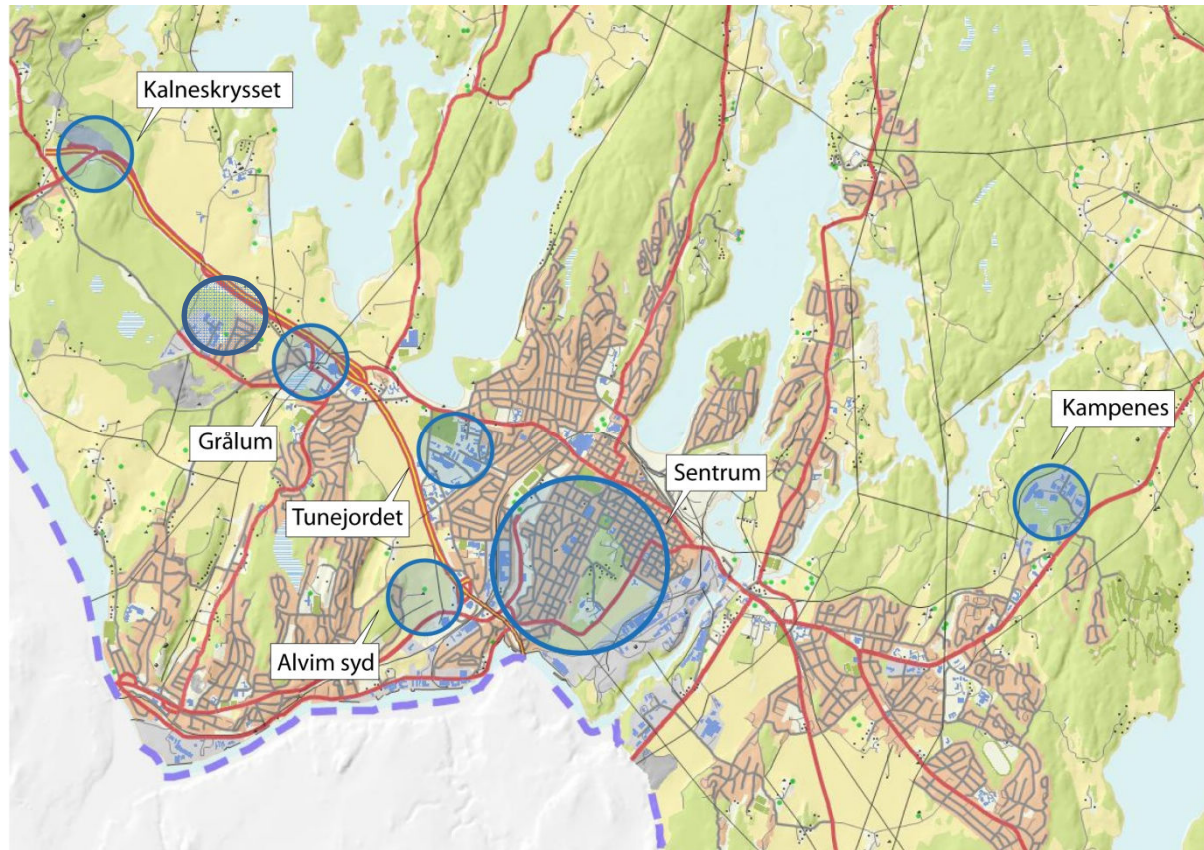 Kalneskrysset
Grålum
Kampenes
Sentrum
Tunejordet
Alvim syd